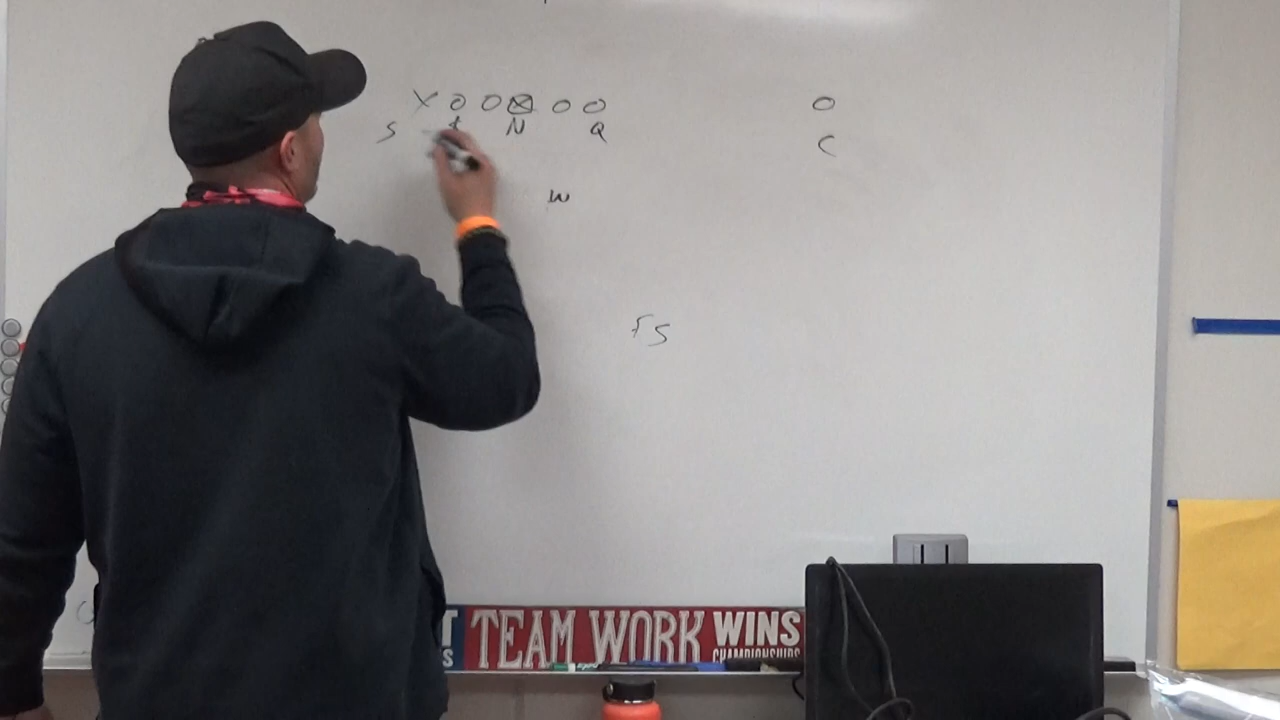 X O O ⊠ O O O
S t N Q C
W
FS
TEAM WORK WINS
CHAMPIONSHIPS